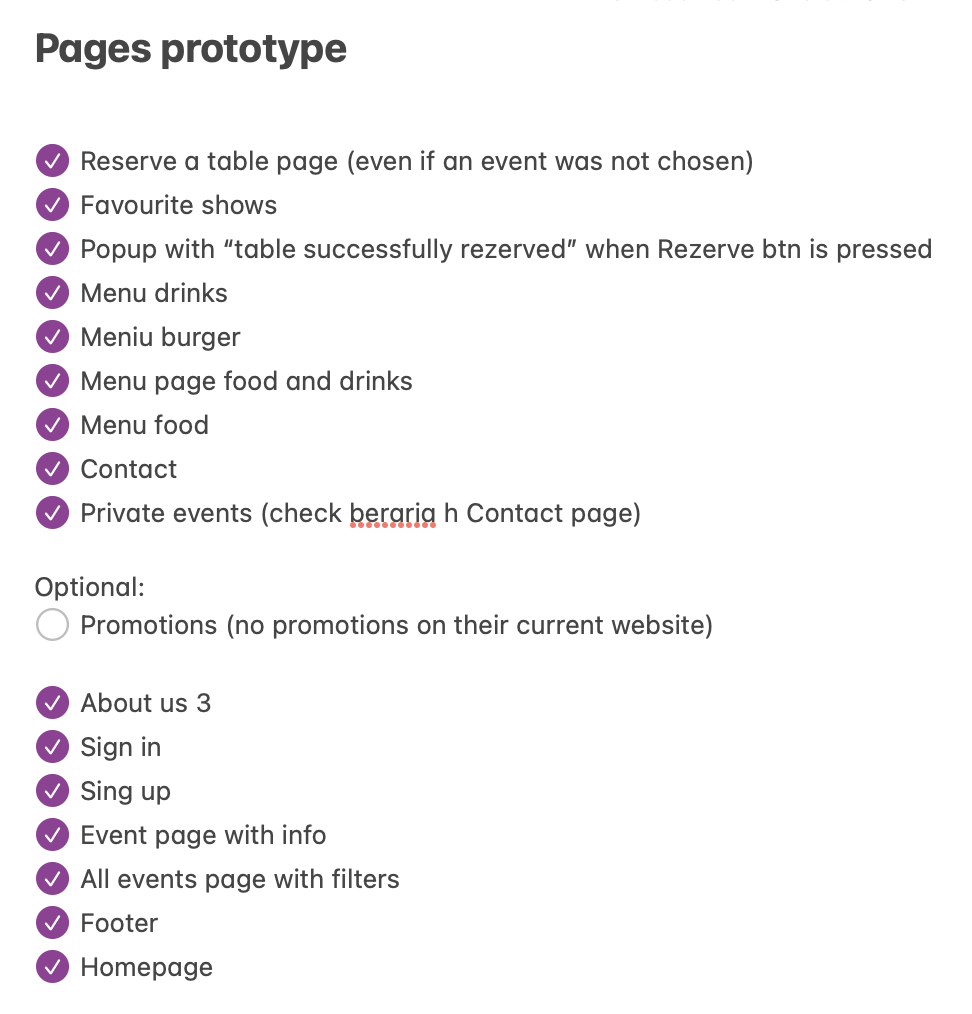 Pages prototype
Reserve a table page (even if an event was not chosen)
Favourite shows
Popup with “table successfully rezerved” when Rezerve btn is pressed
Menu drinks
Meniu burger
Menu page food and drinks
Menu food
Contact
Private events (check beraria h Contact page)
Optional:
Promotions (no promotions on their current website)
About us 3
Sign in
Sing up
Event page with info
All events page with filters
Footer
Homepage